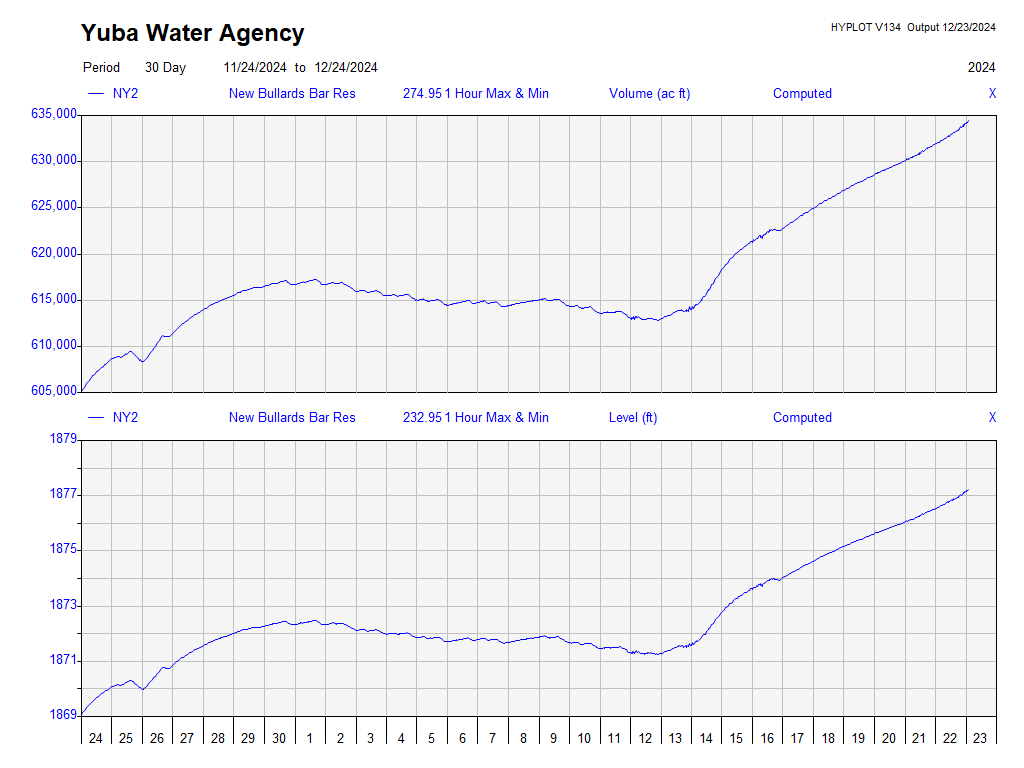 Yuba Water Agency
HYPLOT V134 Output 12/23/2024
Period 30 Day 11/24/2024 to 12/24/2024 2024
NY2 New Bullards Bar Res 274.95 1 Hour Max & Min Volume (ac ft) Computed X
635,000
630,000
625,000
620,000
615,000
610,000
605,000
NY2 New Bullards Bar Res 232.95 1 Hour Max & Min Level (ft) Computed X
1879
1877
1875
1873
1871
1869
24 25 26 27 28 29 30 1 2 3 4 5 6 7 8 9 10 11 12 13 14 15 16 17 18 19 20 21 22 23